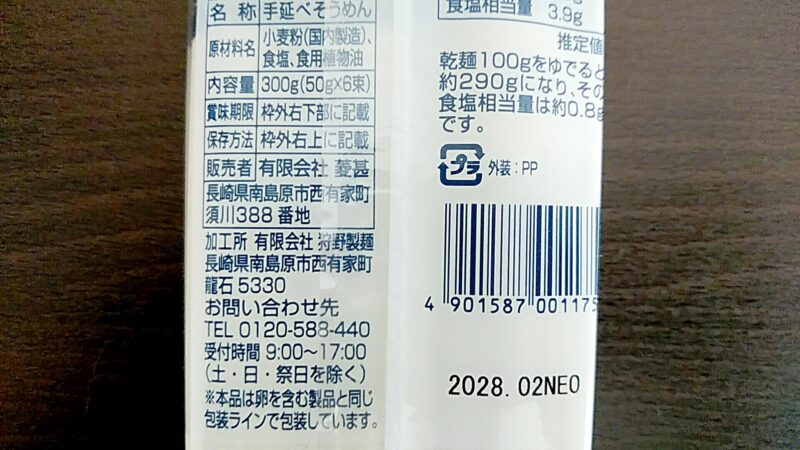 名 称 手延べそうめん
原材料名 小麦粉(国内製造)、
食塩、食用植物油
内容量 300g(50g×6束)
賞味期限 枠外右下部に記載
保存方法 枠外右上に記載
販売者 有限会社 菱甚
長崎県南島原市西有家町
須川388番地
加工所 有限会社 狩野製麺
長崎県南島原市西有家町
龍石5330
お問い合わせ先
TEL 0120-588-440
受付時間 9:00〜17:00
(土・日・祭日を除く)
※本品は卵を含む製品と同じ
包装ラインで包装しています。
食塩相当量 3.9g
推定値
乾麺100gをゆでると
約290gになり、その
食塩相当量は約0.8g
です。
プラ 外装:PP
4 901587 001175
2028. 02NEO